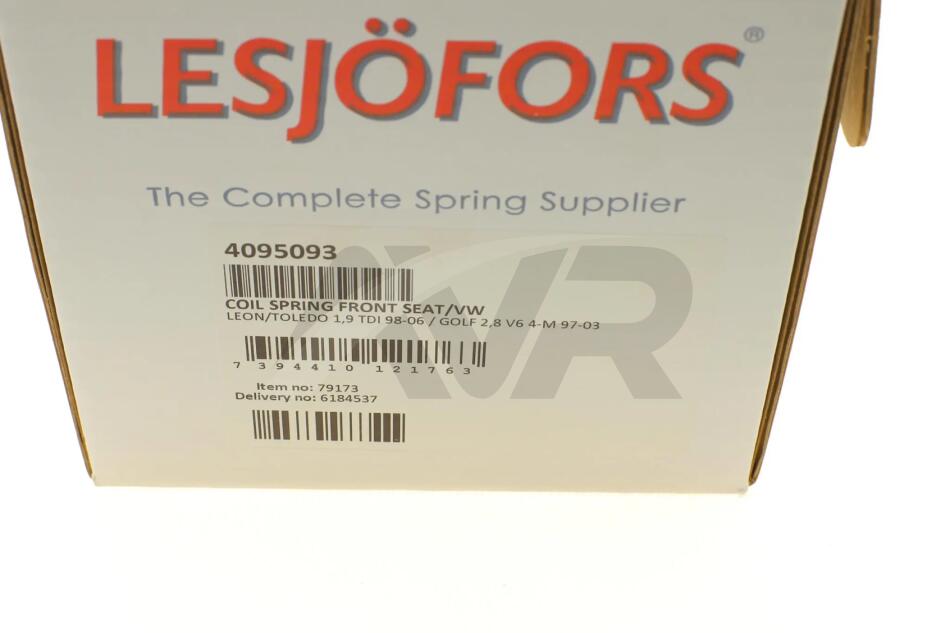 LESJÖFORS®
The Complete Spring Supplier
4095093
COIL SPRING FRONT SEAT/VW
LEON/TOLEDO 1,9 TDI 98-06 / GOLF 2,8 V6 4-M 97-03
7 394410 121763
Item no: 79173
Delivery no: 6184537